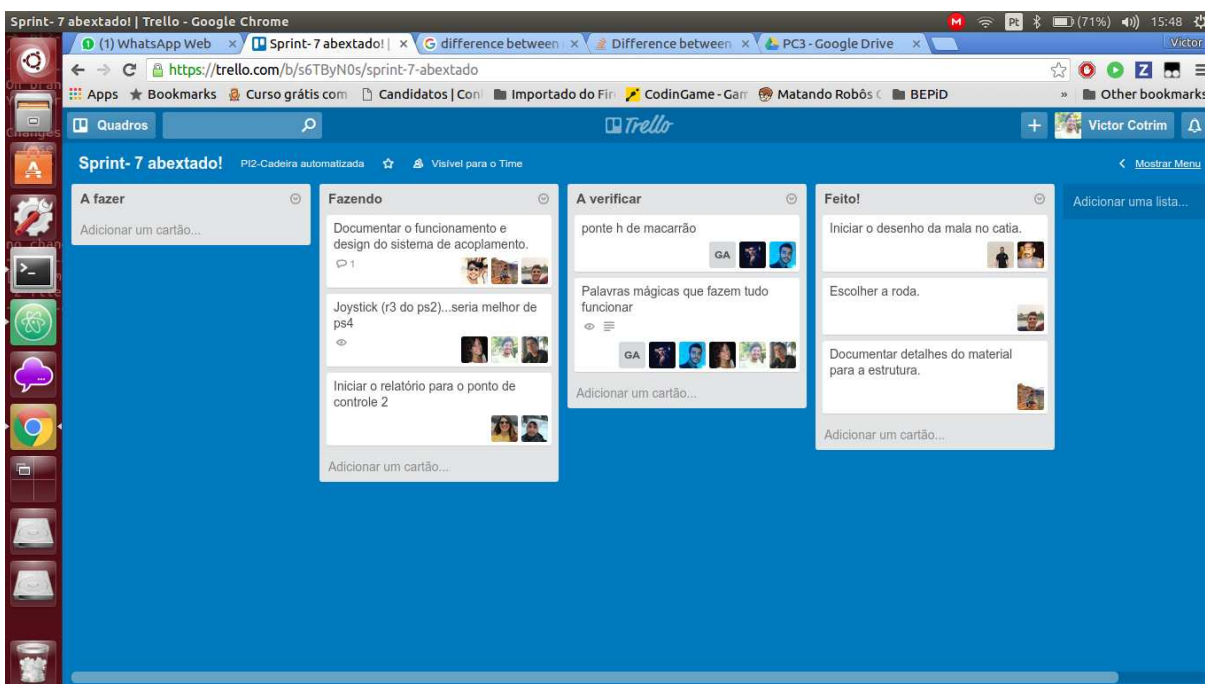 Sprint- 7 abextado! | Trello - Google Chrome
M Pt (71%) 15:48
(1) WhatsApp Web × Sprint- 7 abextado! | × difference between × Difference between × PC3 - Google Drive × Victor
https://trello.com/b/s6TByN0s/sprint-7-abextado
Apps Bookmarks Curso grátis com Candidatos | Con Importado do Fir CodinGame - Gam Matando Robôs BEPiD » Other bookmarks
Quadros Trello + Victor Cotrim
Sprint- 7 abextado! PI2-Cadeira automatizada Visível para o Time Mostrar Menu
A fazer
Adicionar um cartão...
Fazendo
Documentar o funcionamento e
design do sistema de acoplamento.
1
Joystick (r3 do ps2)...seria melhor de
ps4
Iniciar o relatório para o ponto de
controle 2
Adicionar um cartão...
A verificar
ponte h de macarrão
GA
Palavras mágicas que fazem tudo
funcionar
GA
Adicionar um cartão...
Feito!
Iniciar o desenho da mala no catia.
Escolher a roda.
Documentar detalhes do material
para a estrutura.
Adicionar um cartão...
Adicionar uma lista...